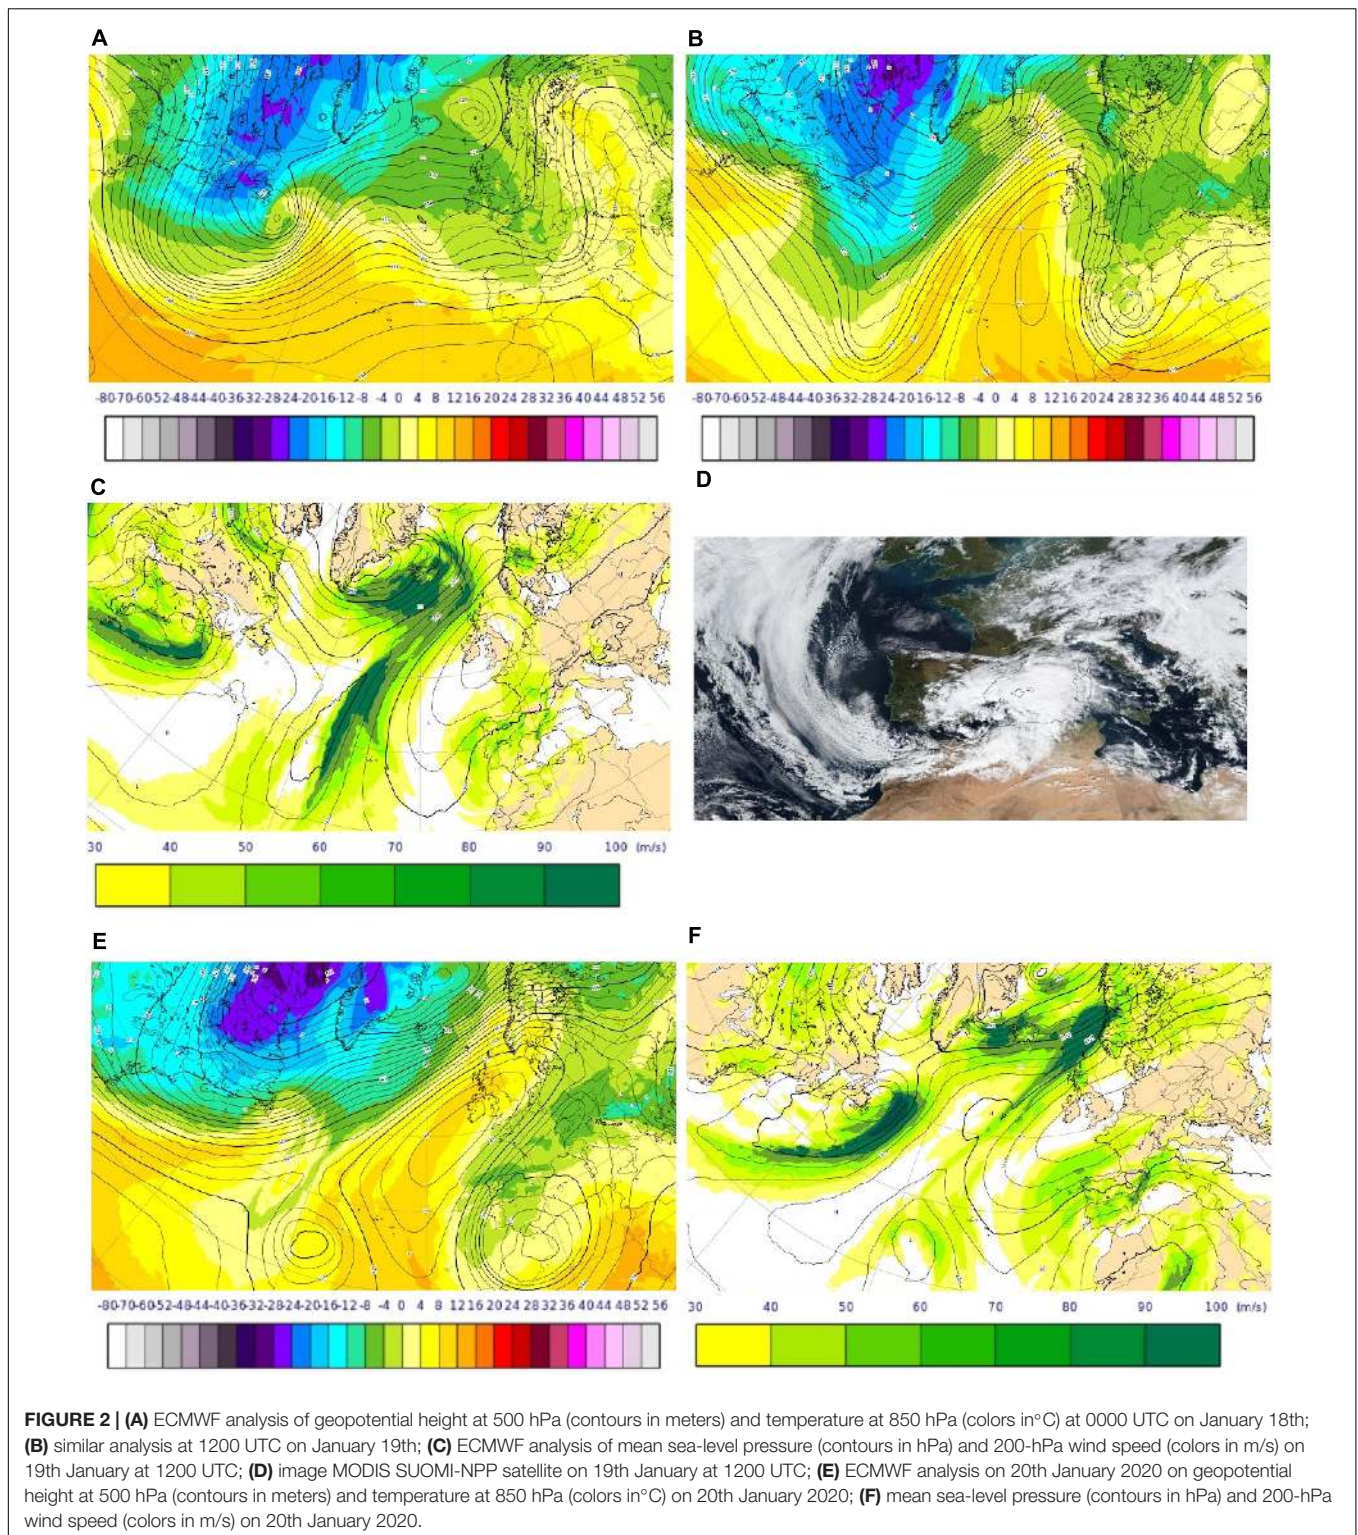 A
B
-80-70-60-52-48-44-40-36-32-28-24-20-16-12-8 -4 0 4 8 12 16 20 24 28 32 36 40 44 48 52 56
-80-70-60-52-48-44-40-36-32-28-24-20-16-12-8 -4 0 4 8 12 16 20 24 28 32 36 40 44 48 52 56
C
D
30 40 50 60 70 80 90 100 (m/s)
E
F
-80-70-60-52-48-44-40-36-32-28-24-20-16-12-8 -4 0 4 8 12 16 20 24 28 32 36 40 44 48 52 56
30 40 50 60 70 80 90 100 (m/s)
FIGURE 2 | (A) ECMWF analysis of geopotential height at 500 hPa (contours in meters) and temperature at 850 hPa (colors in°C) at 0000 UTC on January 18th;
(B) similar analysis at 1200 UTC on January 19th; (C) ECMWF analysis of mean sea-level pressure (contours in hPa) and 200-hPa wind speed (colors in m/s) on
19th January at 1200 UTC; (D) image MODIS SUOMI-NPP satellite on 19th January at 1200 UTC; (E) ECMWF analysis on 20th January 2020 on geopotential
height at 500 hPa (contours in meters) and temperature at 850 hPa (colors in°C) on 20th January 2020; (F) mean sea-level pressure (contours in hPa) and 200-hPa
wind speed (colors in m/s) on 20th January 2020.